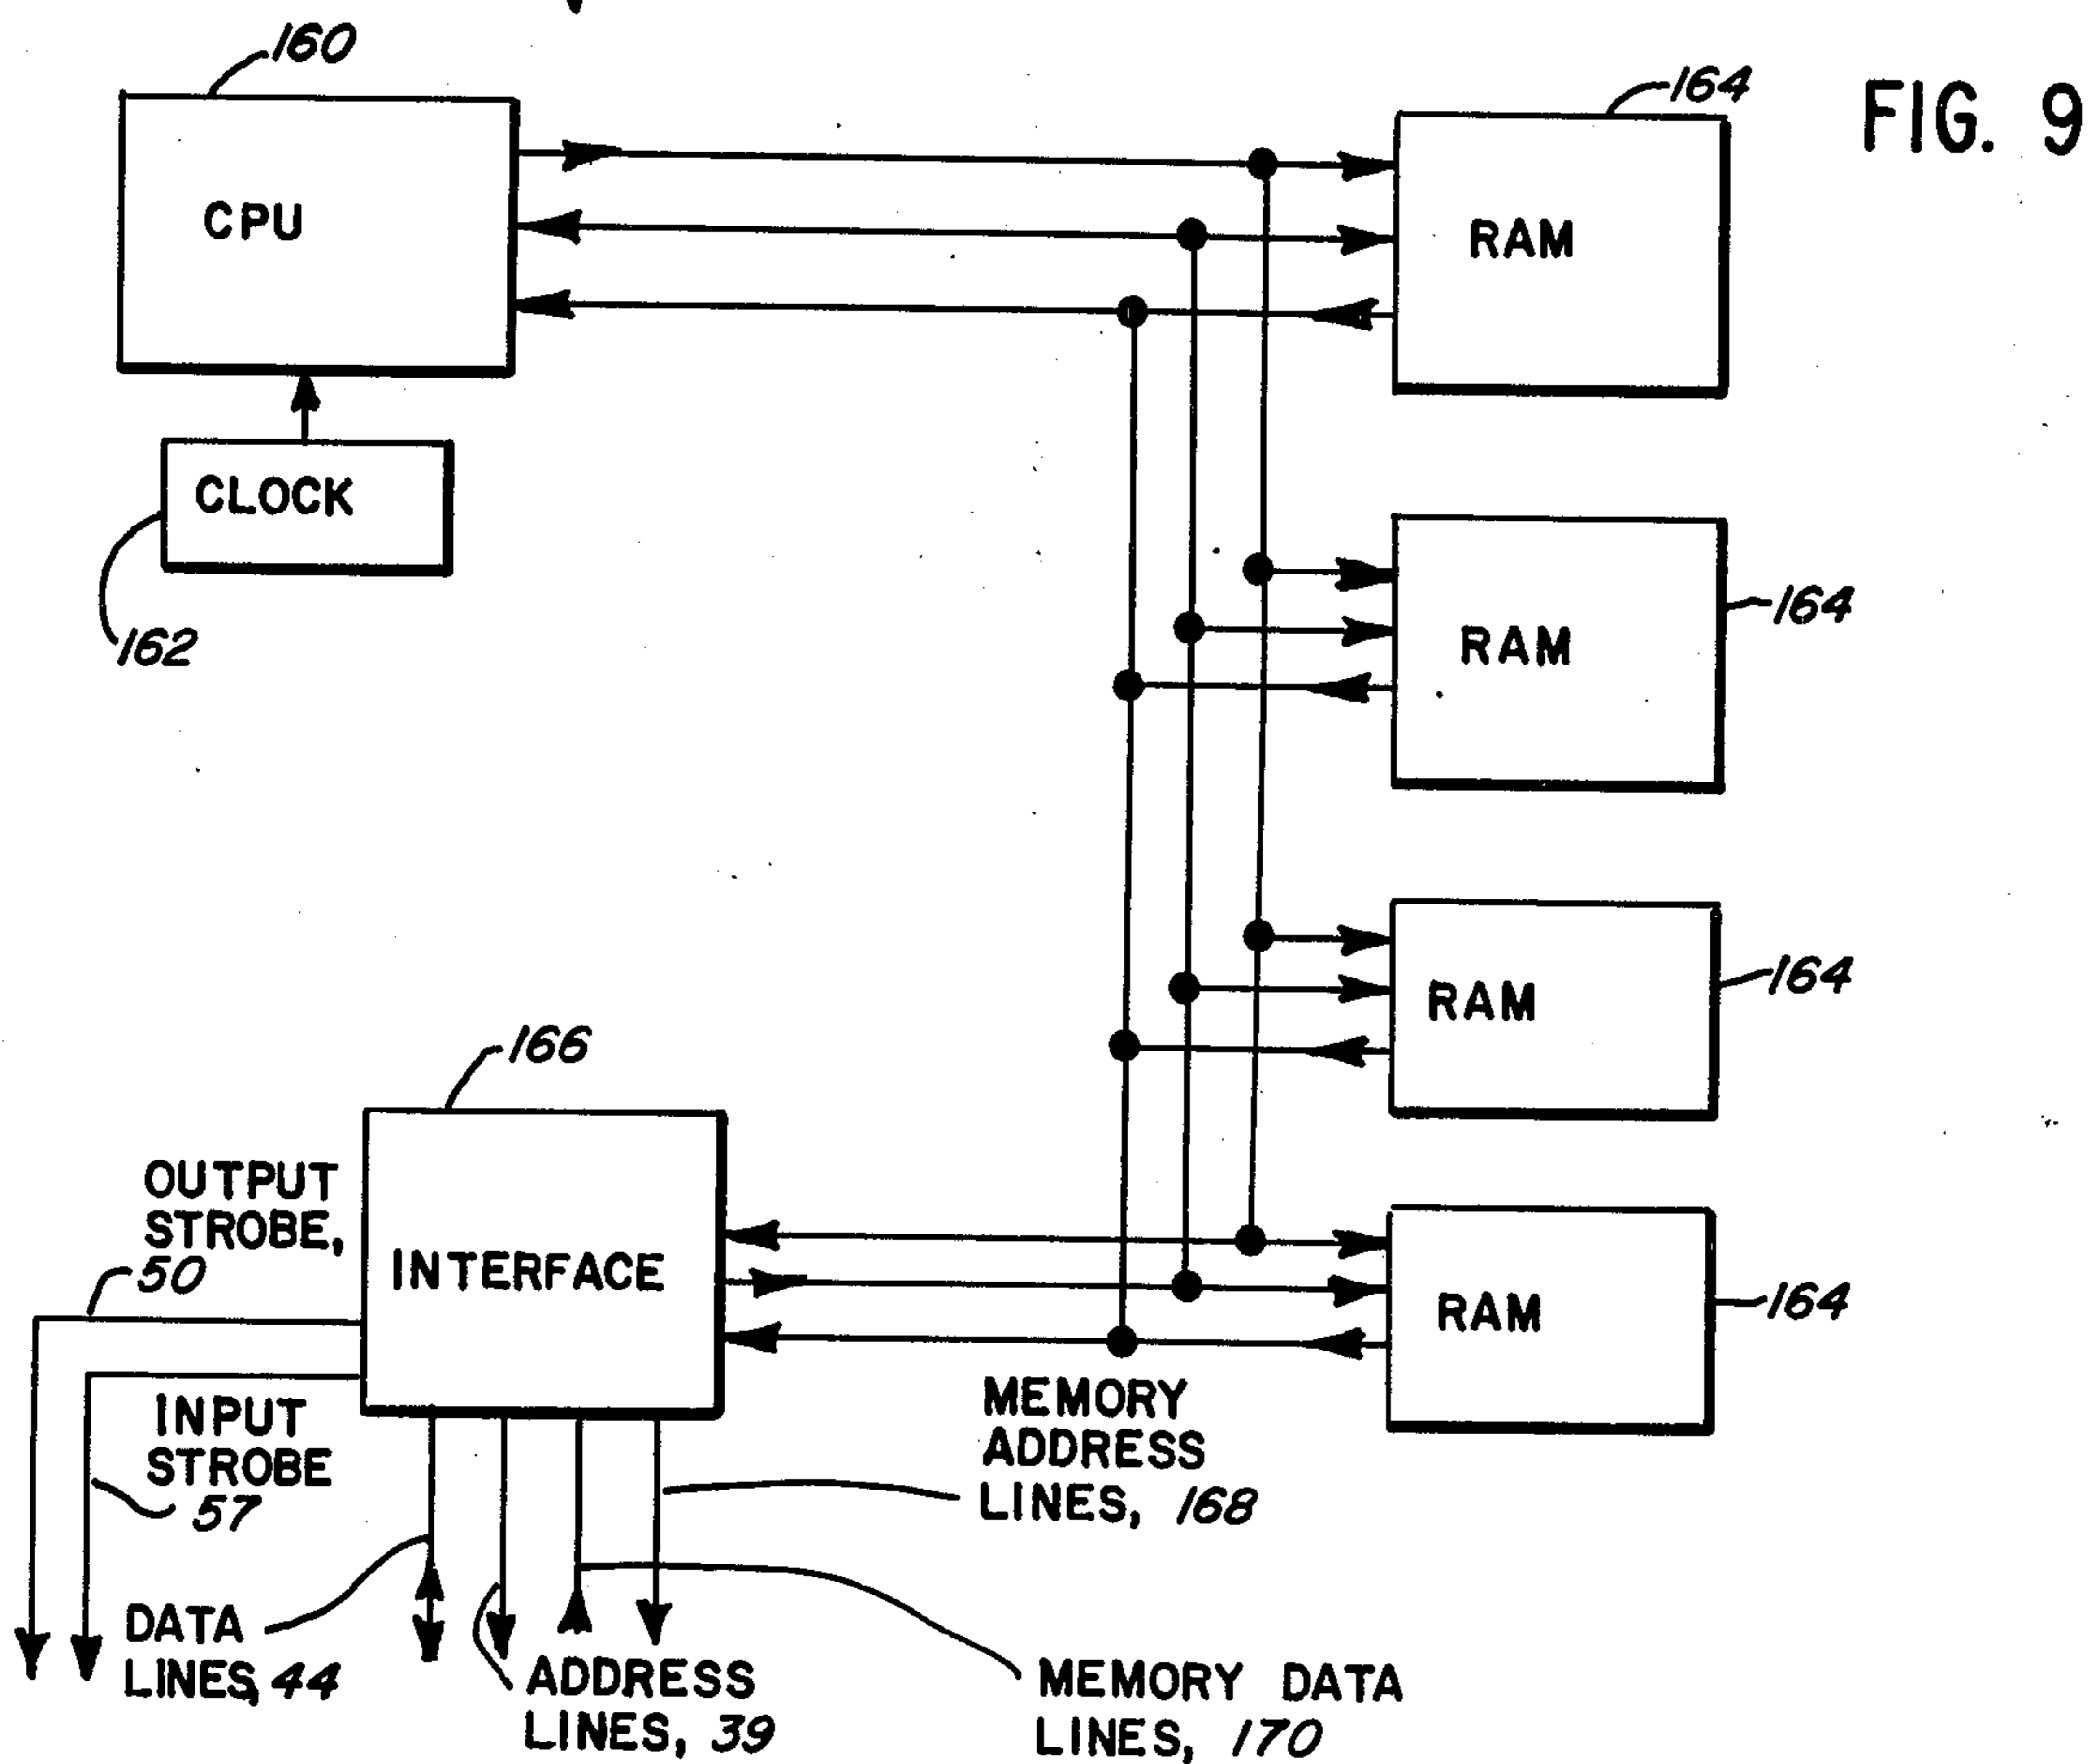 160
164
FIG. 9
CPU
RAM
CLOCK
162
164
RAM
164
RAM
166
OUTPUT
STROBE,
50
INTERFACE
164
RAM
INPUT
STROBE
57
MEMORY
ADDRESS
LINES, 168
DATA
LINES, 44
ADDRESS
LINES, 39
MEMORY DATA
LINES, 170